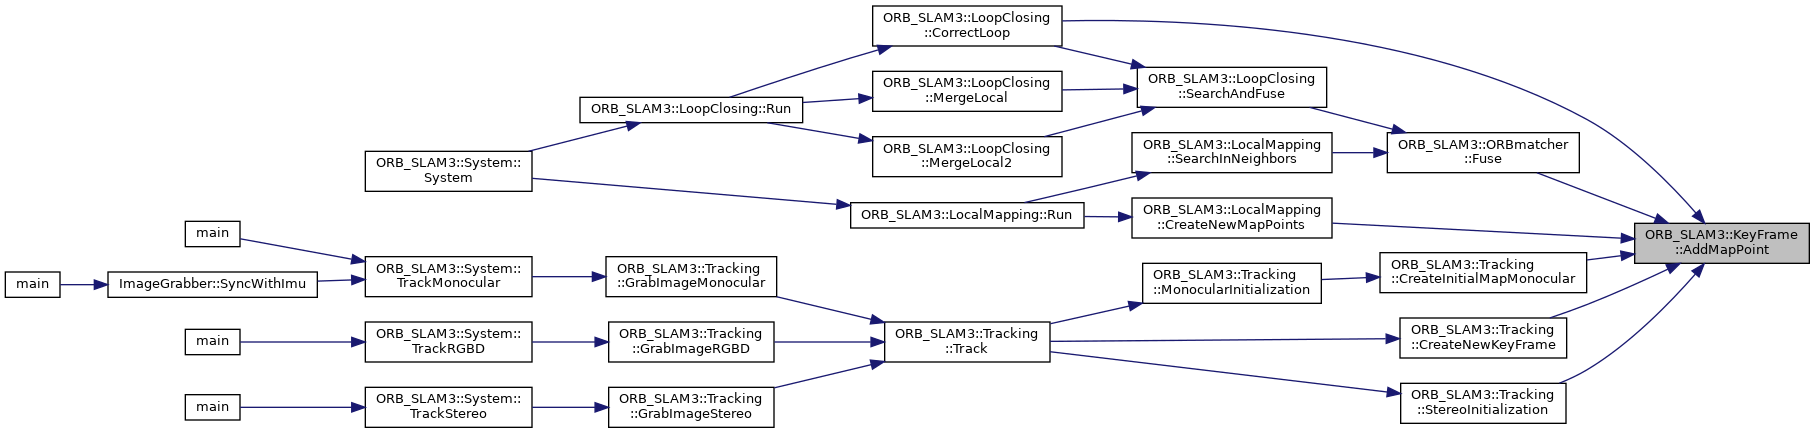 ORB_SLAM3::LoopClosing
::CorrectLoop
ORB_SLAM3::LoopClosing
::SearchAndFuse
ORB_SLAM3::LoopClosing
::MergeLocal
ORB_SLAM3::LoopClosing::Run
ORB_SLAM3::LoopClosing
::MergeLocal2
ORB_SLAM3::LocalMapping
::SearchInNeighbors
ORB_SLAM3::ORBmatcher
::Fuse
ORB_SLAM3::System::
System
ORB_SLAM3::LocalMapping::Run
ORB_SLAM3::LocalMapping
::CreateNewMapPoints
ORB_SLAM3::KeyFrame
::AddMapPoint
main
main
ImageGrabber::SyncWithImu
ORB_SLAM3::System::
TrackMonocular
ORB_SLAM3::Tracking
::GrabImageMonocular
ORB_SLAM3::Tracking
::MonocularInitialization
ORB_SLAM3::Tracking
::CreateInitialMapMonocular
main
ORB_SLAM3::System::
TrackRGBD
ORB_SLAM3::Tracking
::GrabImageRGBD
ORB_SLAM3::Tracking
::Track
ORB_SLAM3::Tracking
::CreateNewKeyFrame
main
ORB_SLAM3::System::
TrackStereo
ORB_SLAM3::Tracking
::GrabImageStereo
ORB_SLAM3::Tracking
::StereoInitialization